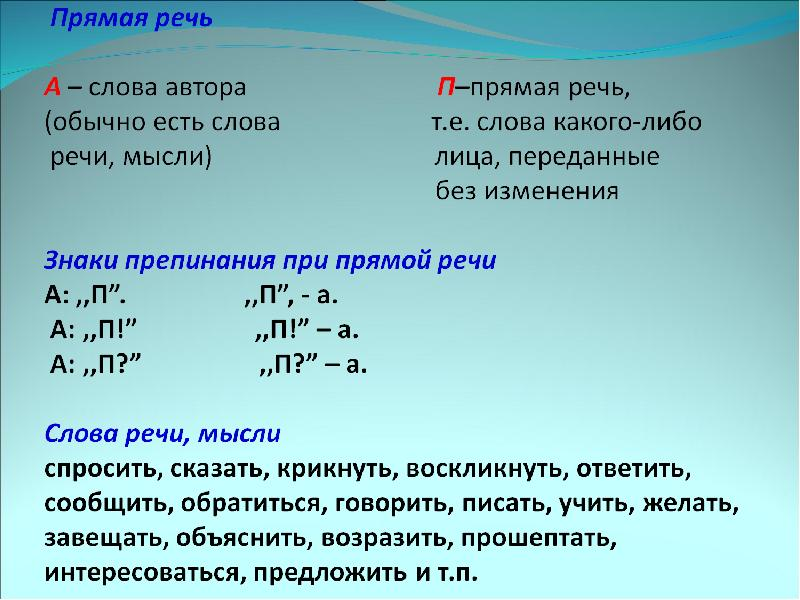 Прямая речь
А – слова автора П–прямая речь,
(обычно есть слова т.е. слова какого-либо
речи, мысли) лица, переданные
без изменения
Знаки препинания при прямой речи
А: ,,П”. ,,П”, - а.
А: ,,П!” ,,П!” – а.
А: ,,П?” ,,П?” – а.
Слова речи, мысли
спросить, сказать, крикнуть, воскликнуть, ответить,
сообщить, обратиться, говорить, писать, учить, желать,
завещать, объяснить, возразить, прошептать,
интересоваться, предложить и т.п.